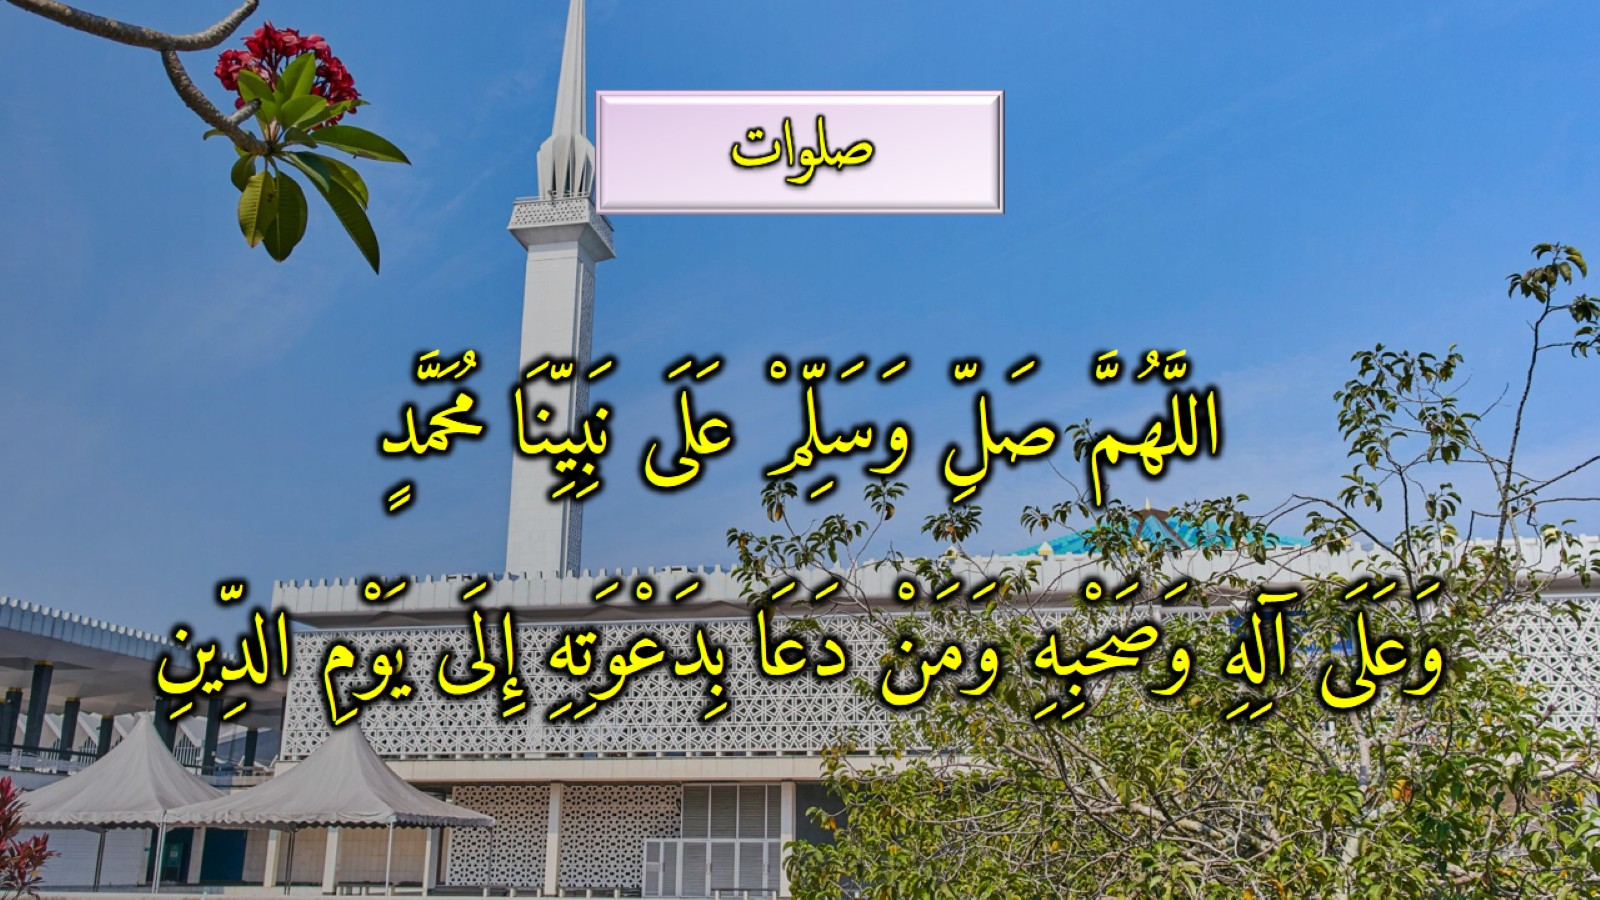 صلوات
اللَّهُمَّ صَلِّ وَسَلِّمْ عَلَى نَبِيِّنَا مُحَمَّدٍ
وَعَلَى آلِهِ وَصَحْبِهِ وَمَنْ دَعَا بِدَعْوَتِهِ إِلَى يَوْمِ الدِّينِ